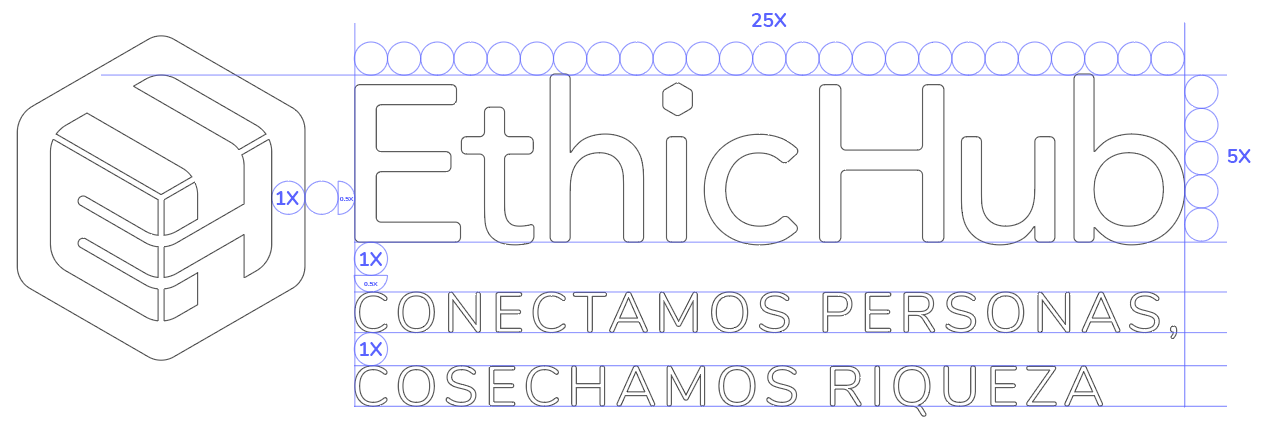 25X
EthicHub
5X
1X
0.5X
1X
0.5X
CONECTAMOS PERSONAS,
1X
COSECHAMOS RIQUEZA